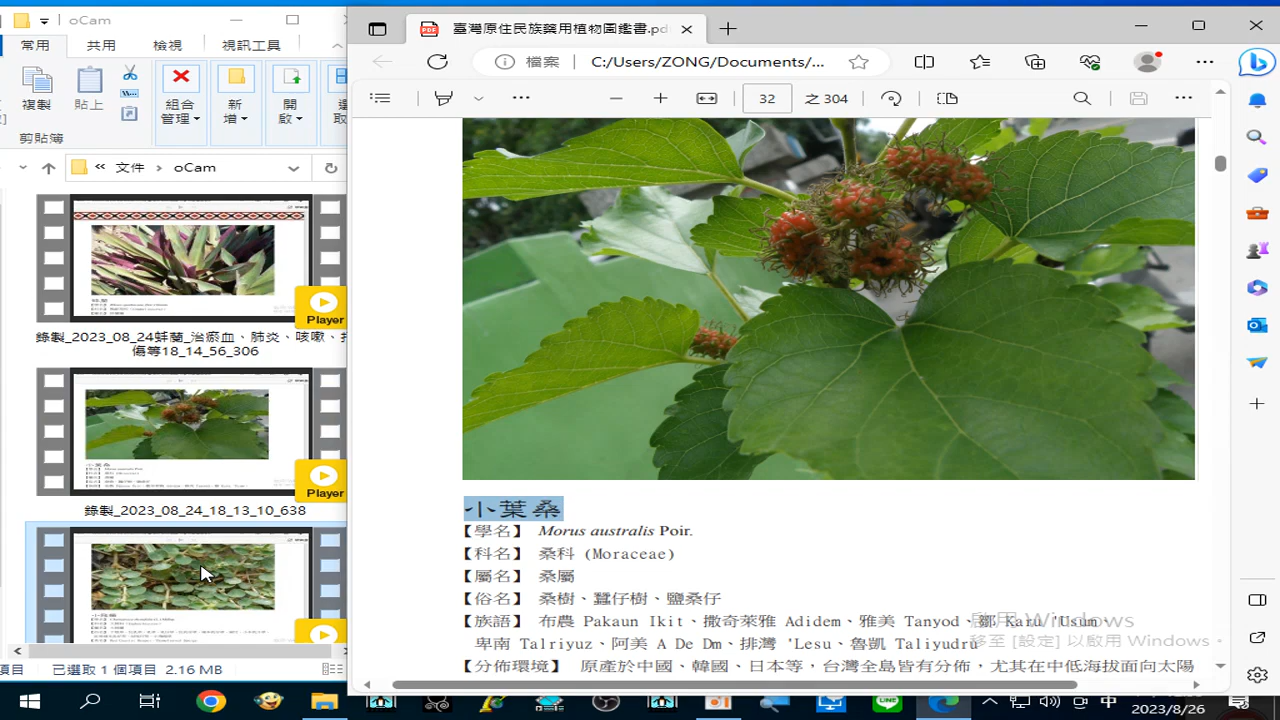 oCam
常用 共用 檢視 視訊工具
複製 貼上 組合管理 新增 開啟
剪貼簿
文件 oCam
Player
錄製_2023_08_24蚌蘭_治瘀血、肺炎、咳嗽、
傷等18_14_56_306
Player
錄製_2023_08_24_18_13_10_638
項目 已選取 1 個項目 2.16 MB
臺灣原住民族藥用植物圖鑑書.pd
檔案 C:/Users/ZONG/Documents/...
32 之 304
小葉桑
【學名】 Morus australis Poir.
【科名】 桑科 (Moraceae)
【屬名】 桑屬
【俗名】 桑樹、蠶仔樹、鹽桑仔
【族語】 布農 Pakaun Ikit、撒奇萊雅 Adidem、雅美 Tanyod、鄒
卑南 Talriyuz、阿美 A De Dm、排灣 Lesu、魯凱 Taliyudru
【分佈環境】 原產於中國、韓國、日本等，台灣全島皆有分佈，尤其在中低海拔面向太陽
啟用 Windows
移至 [設定] 以啟用 Windows。
中
2023/8/26